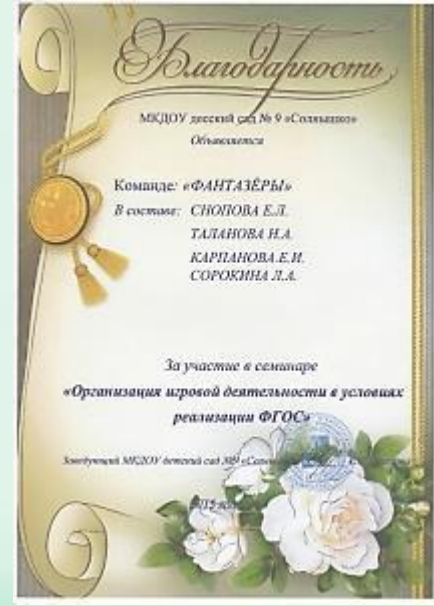 Благодарность
МКДОУ детский сад № 9 «Солнышко»
Объявляется
Команде: «ФАНТАЗЁРЫ»
В составе: СНОПОВА Е.Л.
ТАЛАНОВА Н.А.
КАРПАНОВА Е.И.
СОРОКИНА Л.А.
За участие в семинаре
«Организация игровой деятельности в условиях
реализации ФГОС»
Заведующий МКДОУ детский сад №9